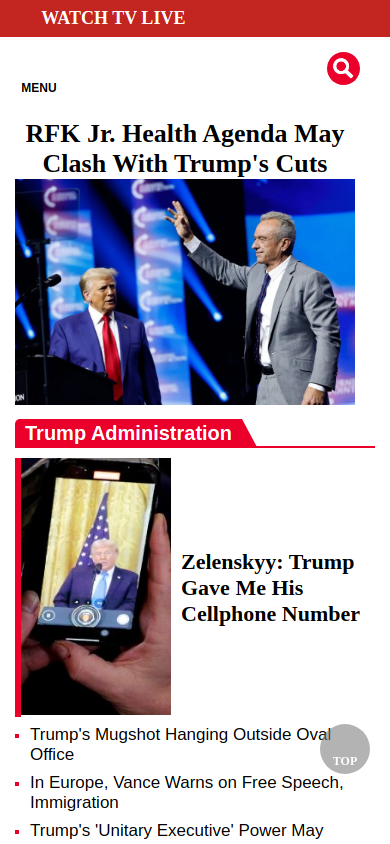 WATCH TV LIVE
MENU
RFK Jr. Health Agenda May
Clash With Trump's Cuts
Trump Administration
Zelenskyy: Trump
Gave Me His
Cellphone Number
Trump's Mugshot Hanging Outside Oval
Office
TOP
In Europe, Vance Warns on Free Speech,
Immigration
Trump's 'Unitary Executive' Power May